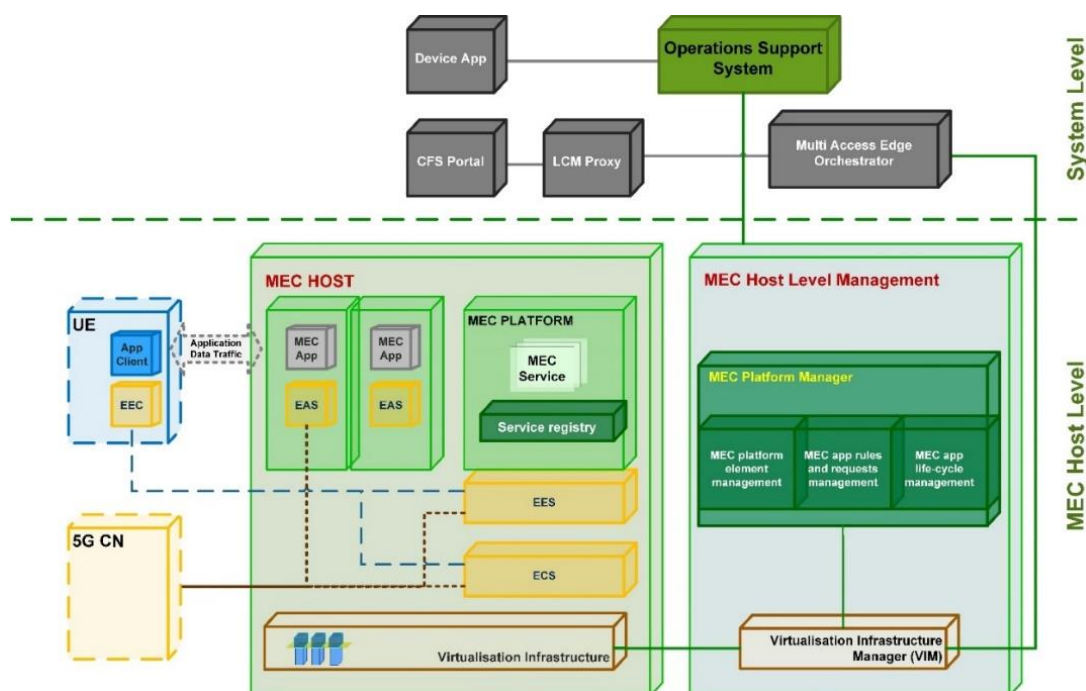 Device App
Operations Support
System
CFS Portal
LCM Proxy
Multi Access Edge
Orchestrator
System Level
MEC HOST
MEC Host Level Management
UE
App
Client
EEC
Application
Data Traffic
MEC
App
EAS
MEC
App
EAS
MEC PLATFORM
MEC
Service
Service registry
MEC Platform Manager
MEC platform
element
management
MEC app rules
and requests
management
MEC app
life-cycle
management
MEC Host Level
EES
5G CN
ECS
Virtualisation Infrastructure
Virtualisation Infrastructure
Manager (VIM)